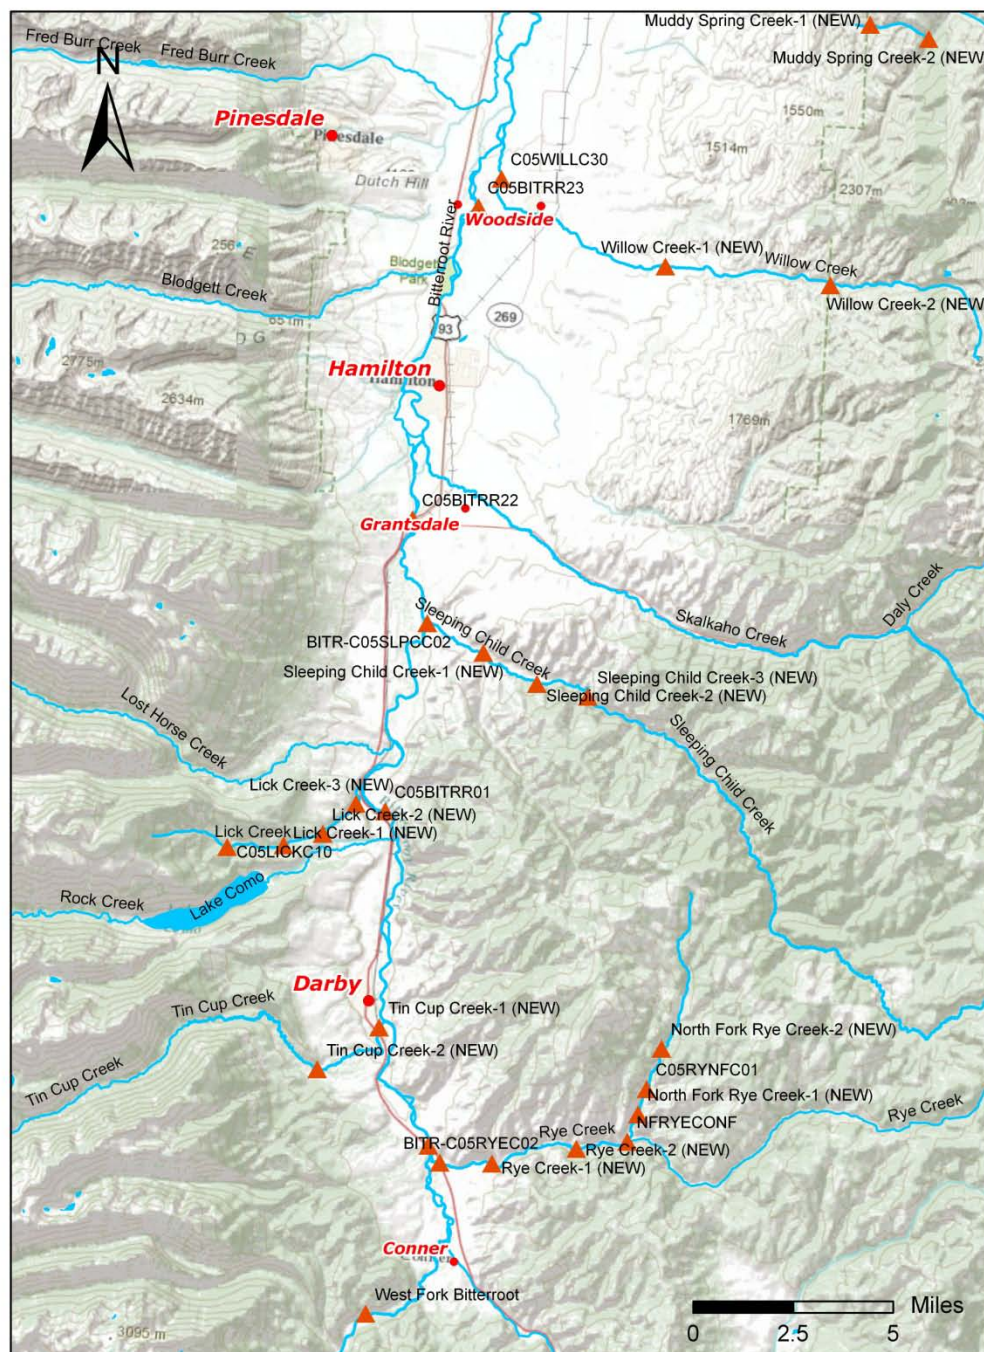 Muddy Spring Creek-1 (NEW)
Fred Burr Creek
Fred Burr Creek
Muddy Spring Creek-2 (NEW
N
1550m
Pinesdale
Pinesdale
1514m
C05WILLC30
Dutch Hill
C05BITRR23
2307m
Woodside
Bitterroot River
Willow Creek-1 (NEW)
Willow Creek
Blodgett
Park
Blodgett Creek
Willow Creek-2 (NEW
269
93
D G
2775m
Hamilton
Hamilton
2634m
1769m
C05BITRR22
Grantsdale
Daly Creek
Skalkaho Creek
Sleeping Child Creek
BITR-C05SLPCC02
Sleeping Child Creek-1 (NEW)
Sleeping Child Creek-3 (NEW)
Sleeping Child Creek-2 (NEW)
Lost Horse Creek
Sleeping Child Creek
Lick Creek-3 (NEW)
C05BITRR01
Lick Creek-2 (NEW)
Lick Creek
Lick Creek-1 (NEW)
C05LICKC10
Rock Creek
Lake Como
Darby
Tin Cup Creek
Tin Cup Creek-1 (NEW)
North Fork Rye Creek-2 (NEW)
Tin Cup Creek-2 (NEW)
Tin Cup Creek
C05RYNFC01
North Fork Rye Creek-1 (NEW)
Rye Creek
NFRYECONF
Rye Creek
BITR-C05RYEC02
Rye Creek-2 (NEW)
Rye Creek-1 (NEW)
Conner
Conner
West Fork Bitterroot
3095 m
Miles
0 2.5 5